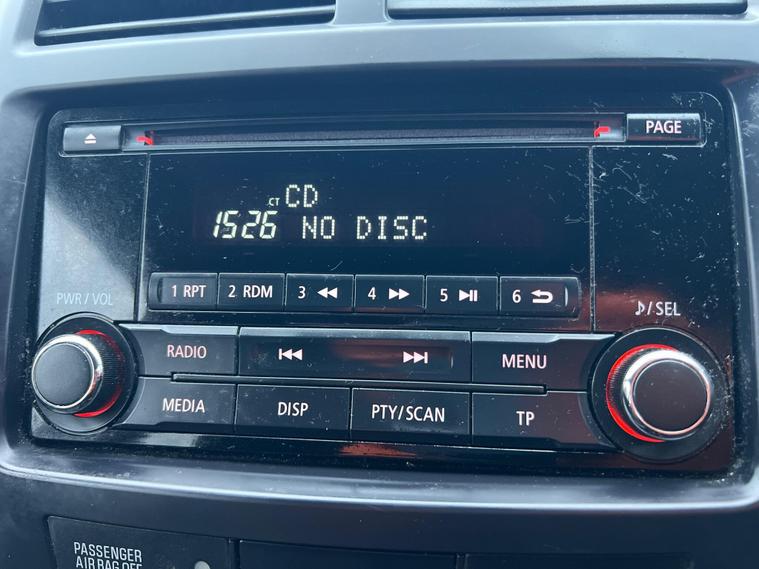 PAGE
CT CD
1526 NO DISC
1 RPT 2 RDM 3 4 5 6
PWR/VOL
♪/SEL
RADIO MENU
MEDIA DISP PTY/SCAN TP
PASSENGER
AIR BAG OFF